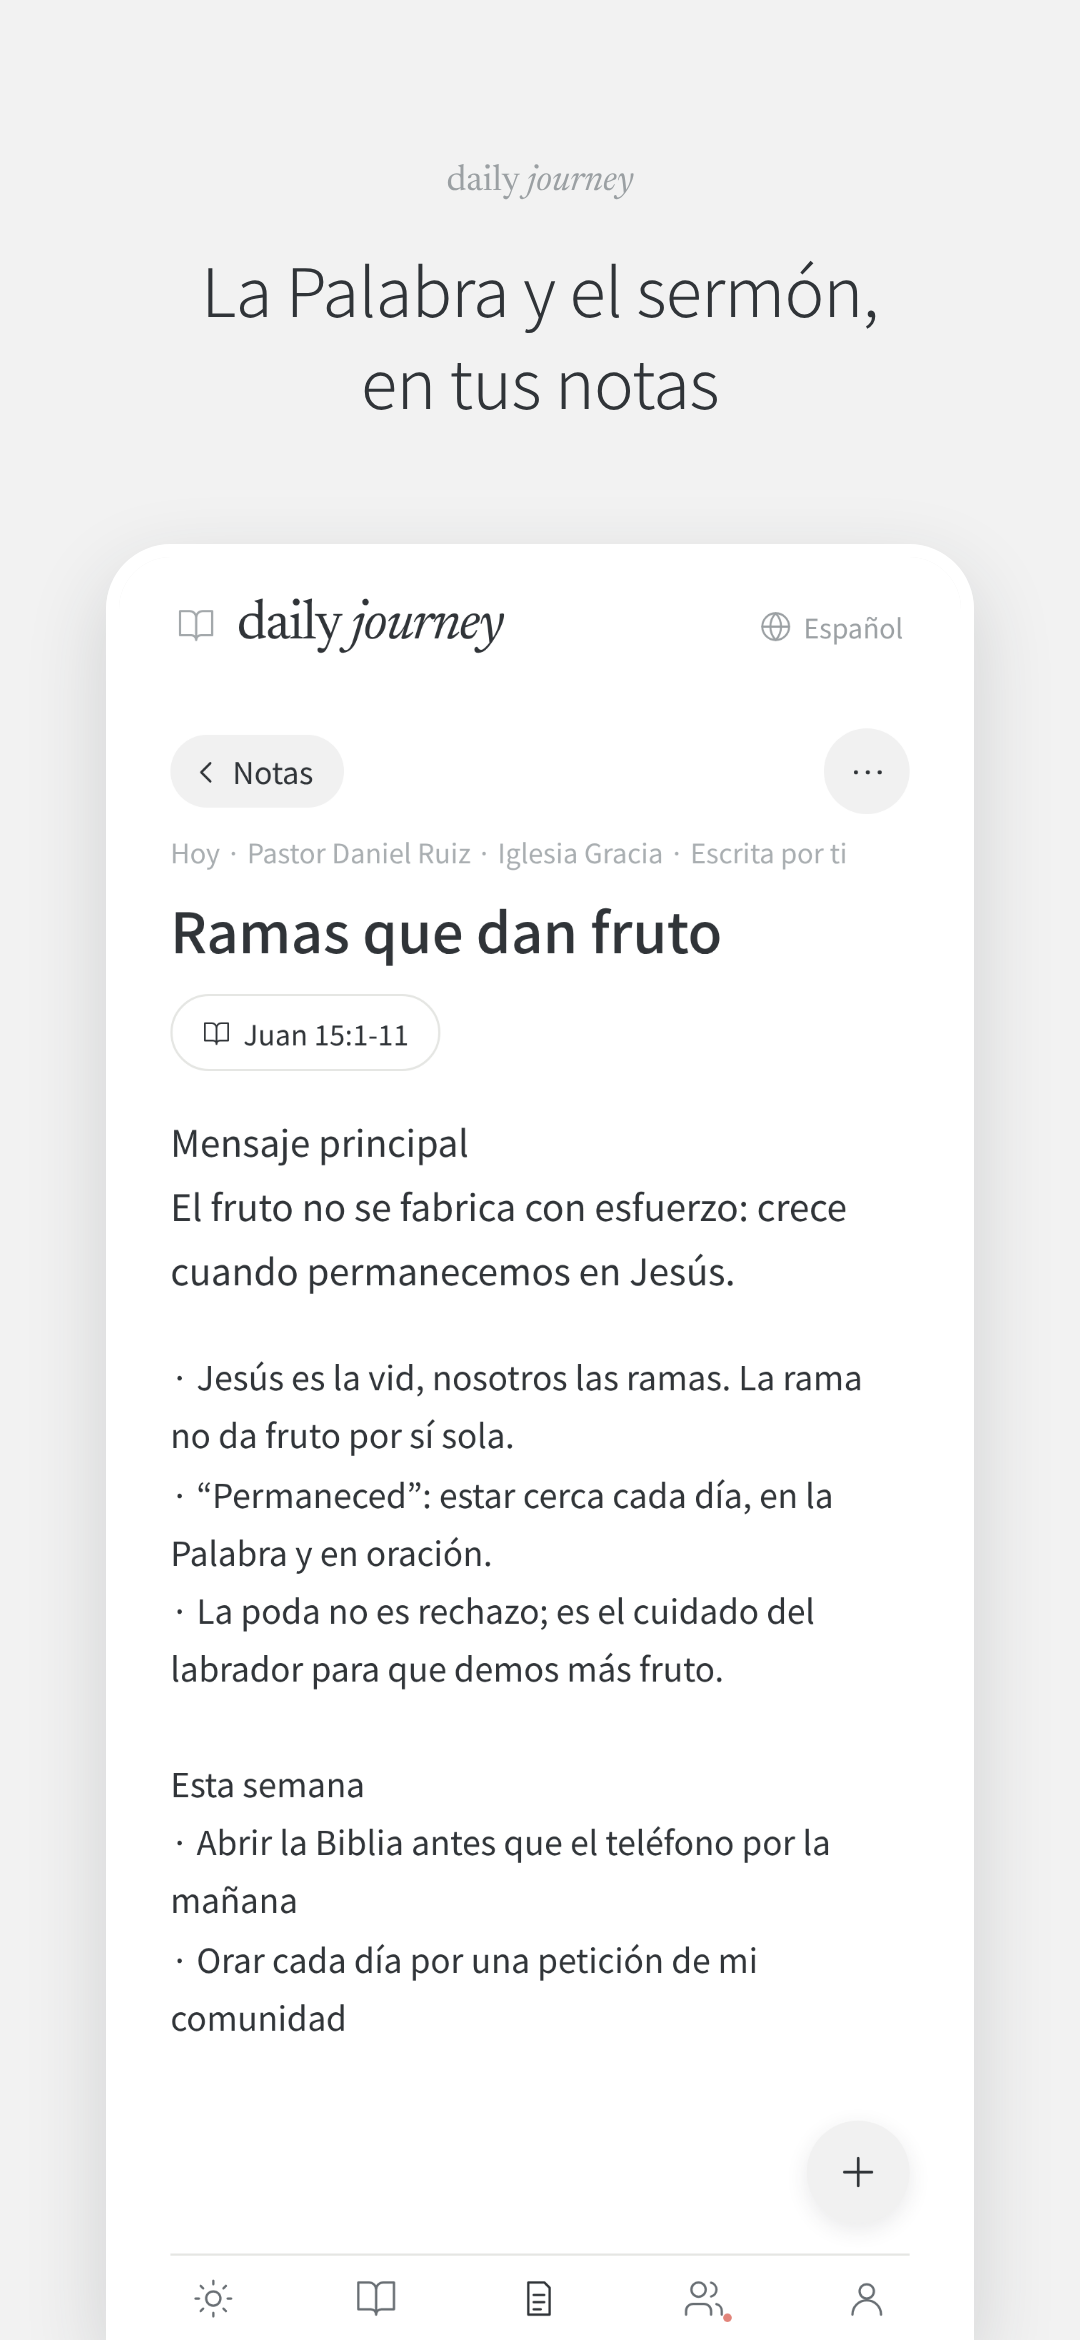 daily journey
La Palabra y el sermón,
en tus notas
daily journey
Español
Notas
Hoy · Pastor Daniel Ruiz · Iglesia Gracia · Escrita por ti
Ramas que dan fruto
Juan 15:1-11
Mensaje principal
El fruto no se fabrica con esfuerzo: crece
cuando permanecemos en Jesús.
· Jesús es la vid, nosotros las ramas. La rama
no da fruto por sí sola.
· “Permaneced”: estar cerca cada día, en la
Palabra y en oración.
· La poda no es rechazo; es el cuidado del
labrador para que demos más fruto.
Esta semana
· Abrir la Biblia antes que el teléfono por la
mañana
· Orar cada día por una petición de mi
comunidad